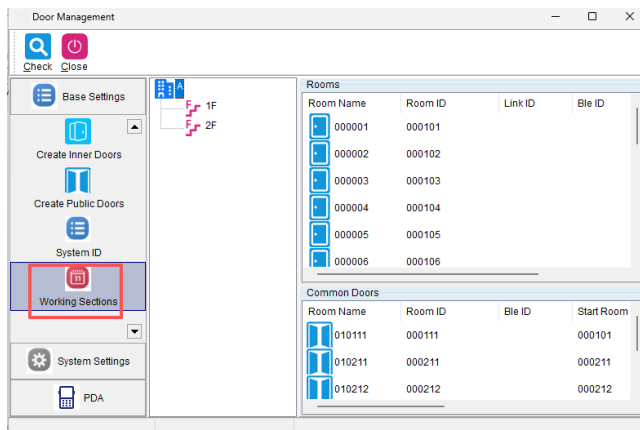 Door Management
Check Close
Base Settings
Create Inner Doors
Create Public Doors
System ID
11
Working Sections
System Settings
PDA
A
1F
2F
Rooms
Room Name Room ID Link ID Ble ID
000001 000101
000002 000102
000003 000103
000004 000104
000005 000105
000006 000106
Common Doors
Room Name Room ID Ble ID Start Room
010111 000111 000101
010211 000211 000211
010212 000212 000212